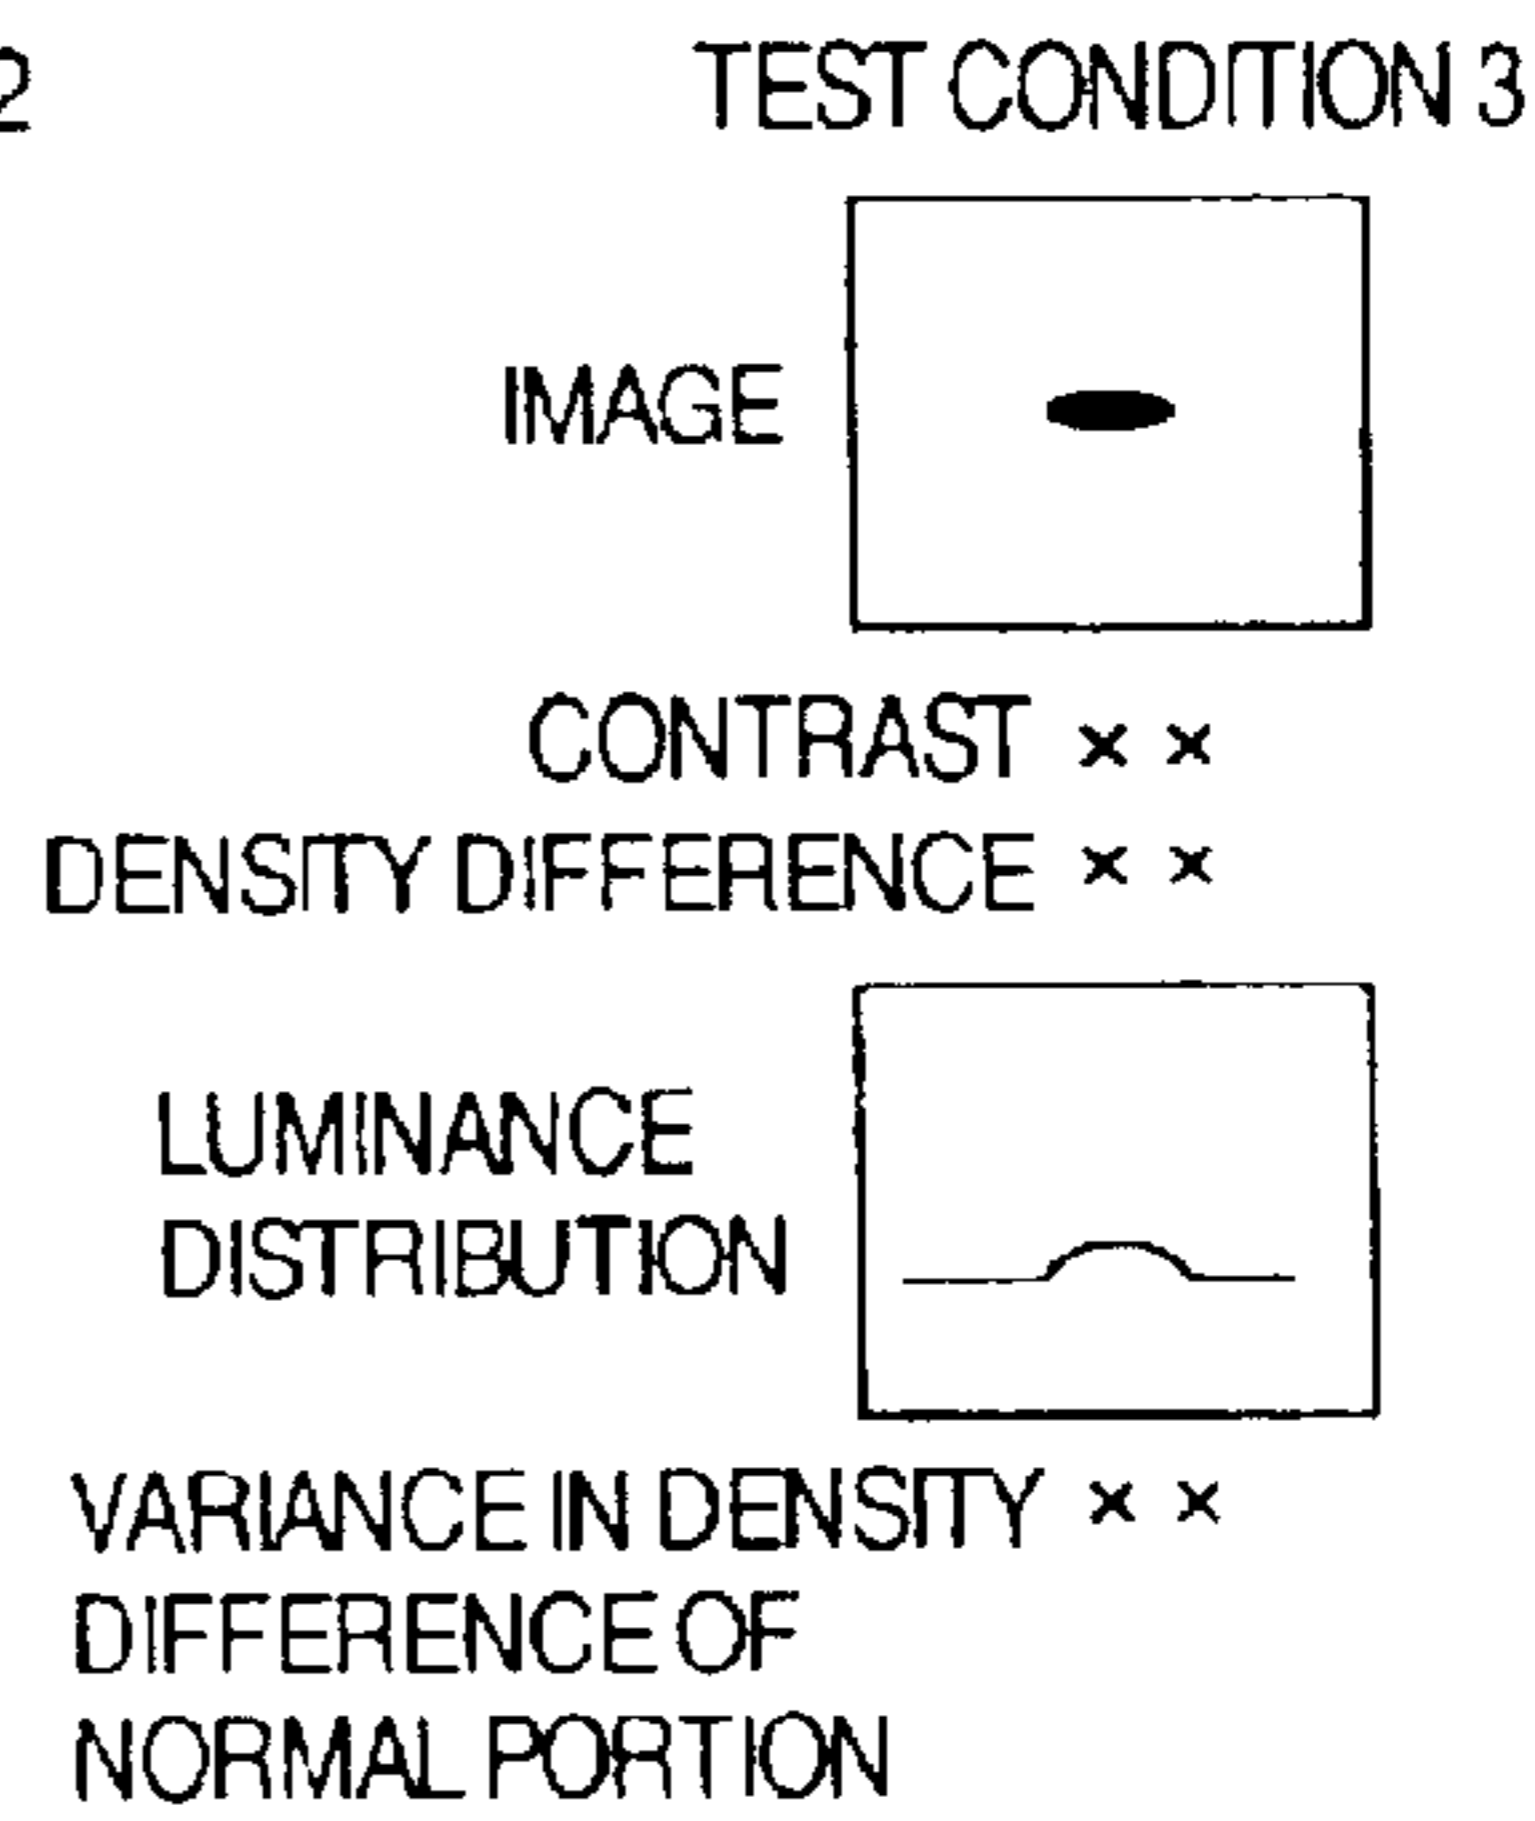 2 TEST CONDITION 3
IMAGE
CONTRAST × ×
DENSITY DIFFERENCE × ×
LUMINANCE
DISTRIBUTION
VARIANCE IN DENSITY × ×
DIFFERENCE OF
NORMAL PORTION